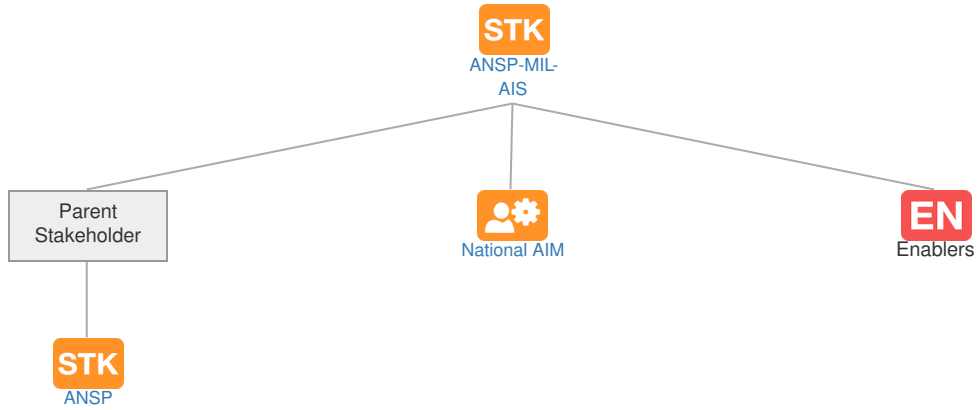 STK
ANSP-MIL-
AIS
Parent
Stakeholder
National AIM
EN
Enablers
STK
ANSP